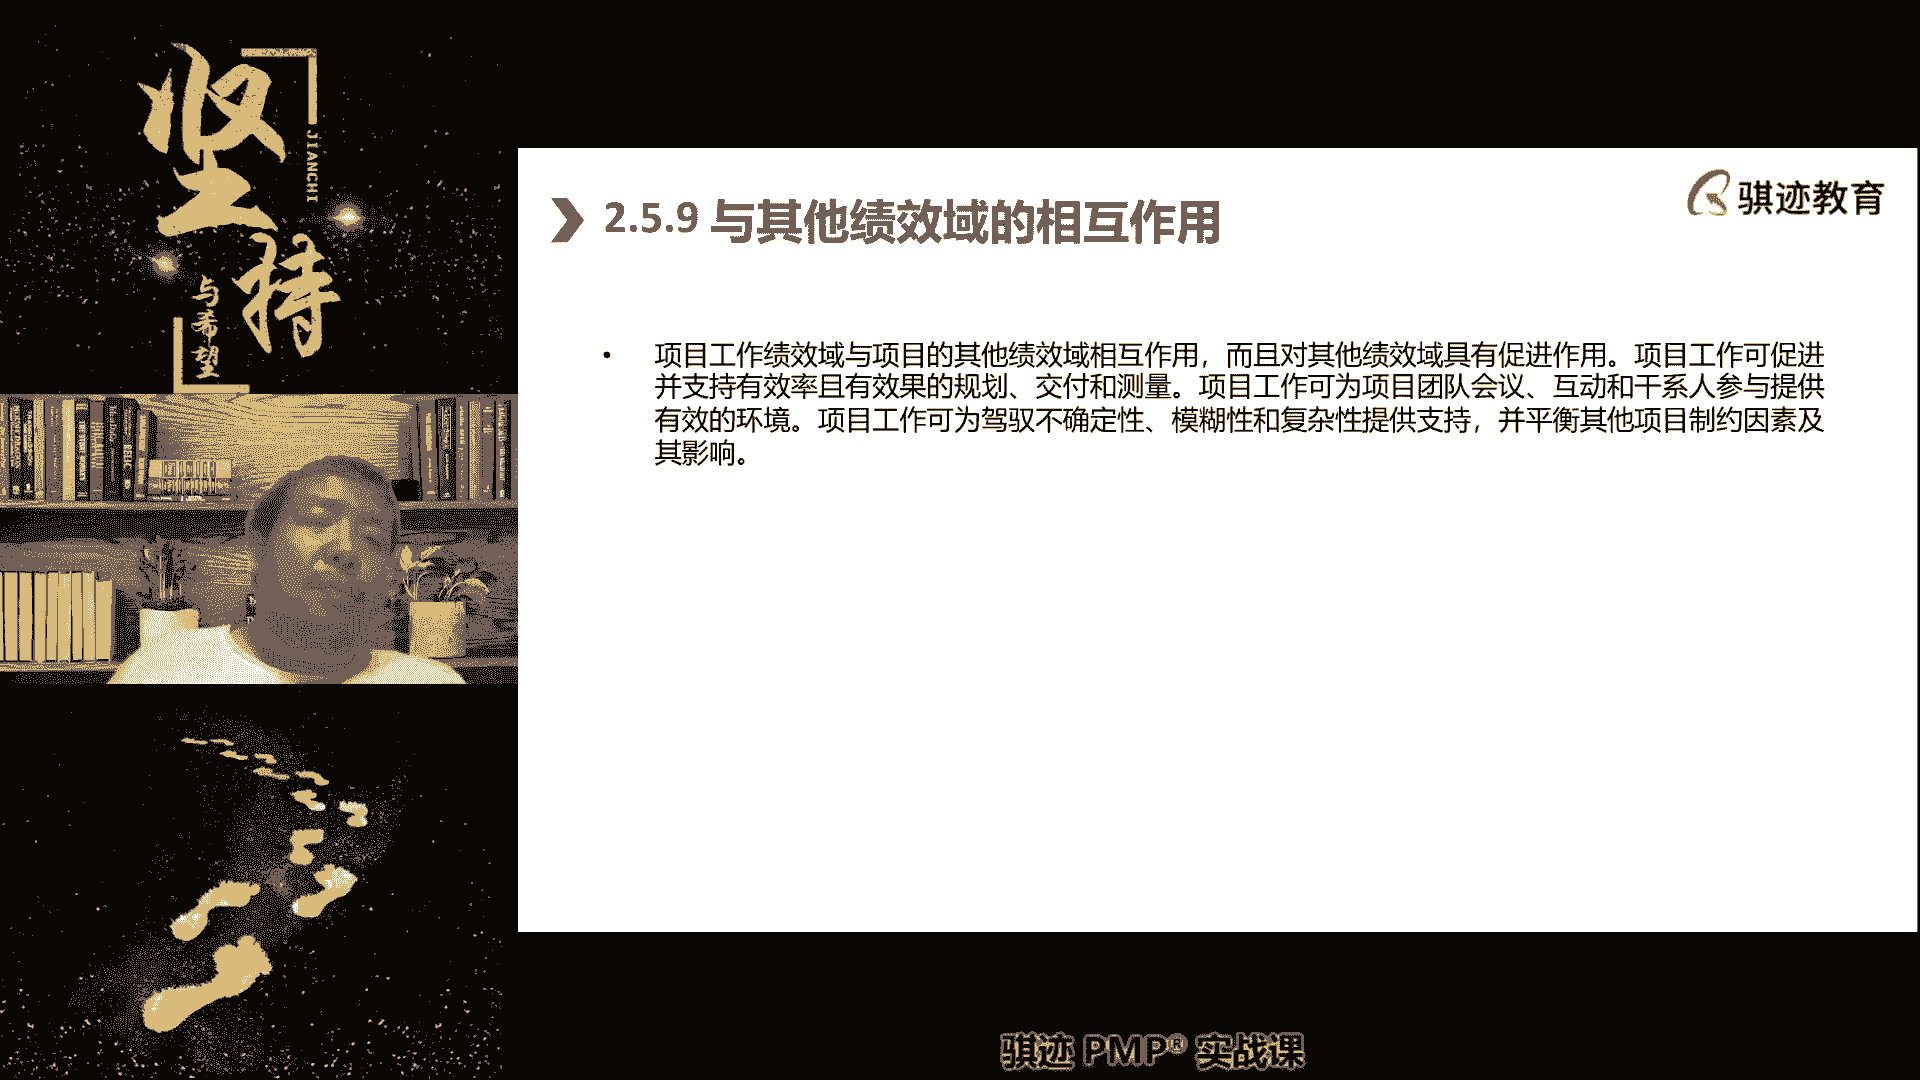 坚持
JIANCHI
与希望
骐迹教育
2.5.9 与其他绩效域的相互作用
• 项目工作绩效域与项目的其他绩效域相互作用，而且对其他绩效域具有促进作用。项目工作可促进
并支持有效率且有效果的规划、交付和测量。项目工作可为项目团队会议、互动和干系人参与提供
有效的环境。项目工作可为驾驭不确定性、模糊性和复杂性提供支持，并平衡其他项目制约因素及
其影响。
骐迹 PMP® 实战课